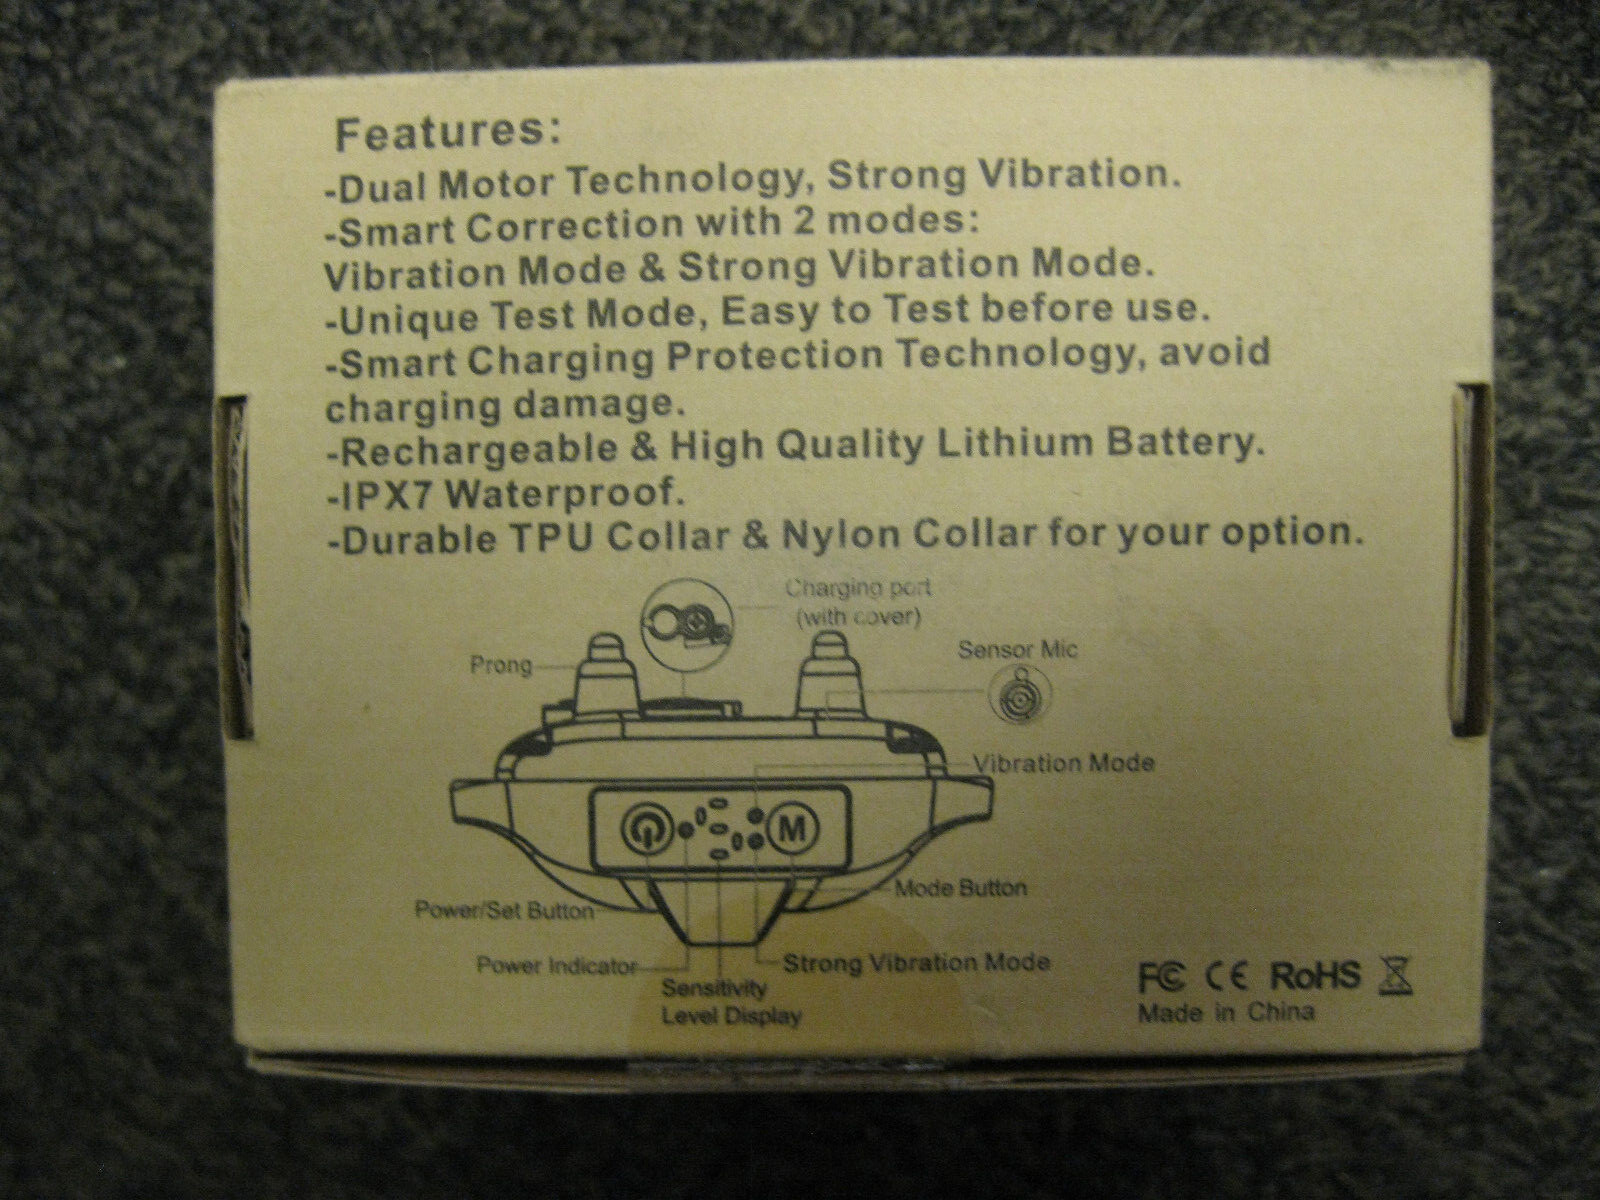 Features:
-Dual Motor Technology, Strong Vibration.
-Smart Correction with 2 modes:
Vibration Mode & Strong Vibration Mode.
-Unique Test Mode, Easy to Test before use.
-Smart Charging Protection Technology, avoid
charging damage.
-Rechargeable & High Quality Lithium Battery.
-IPX7 Waterproof.
-Durable TPU Collar & Nylon Collar for your option.
Charging port
(with cover)
Prong
Sensor Mic
Vibration Mode
M
Mode Button
Power/Set Button
Power Indicator
Strong Vibration Mode
Sensitivity
Level Display
FC CE RoHS
Made in China